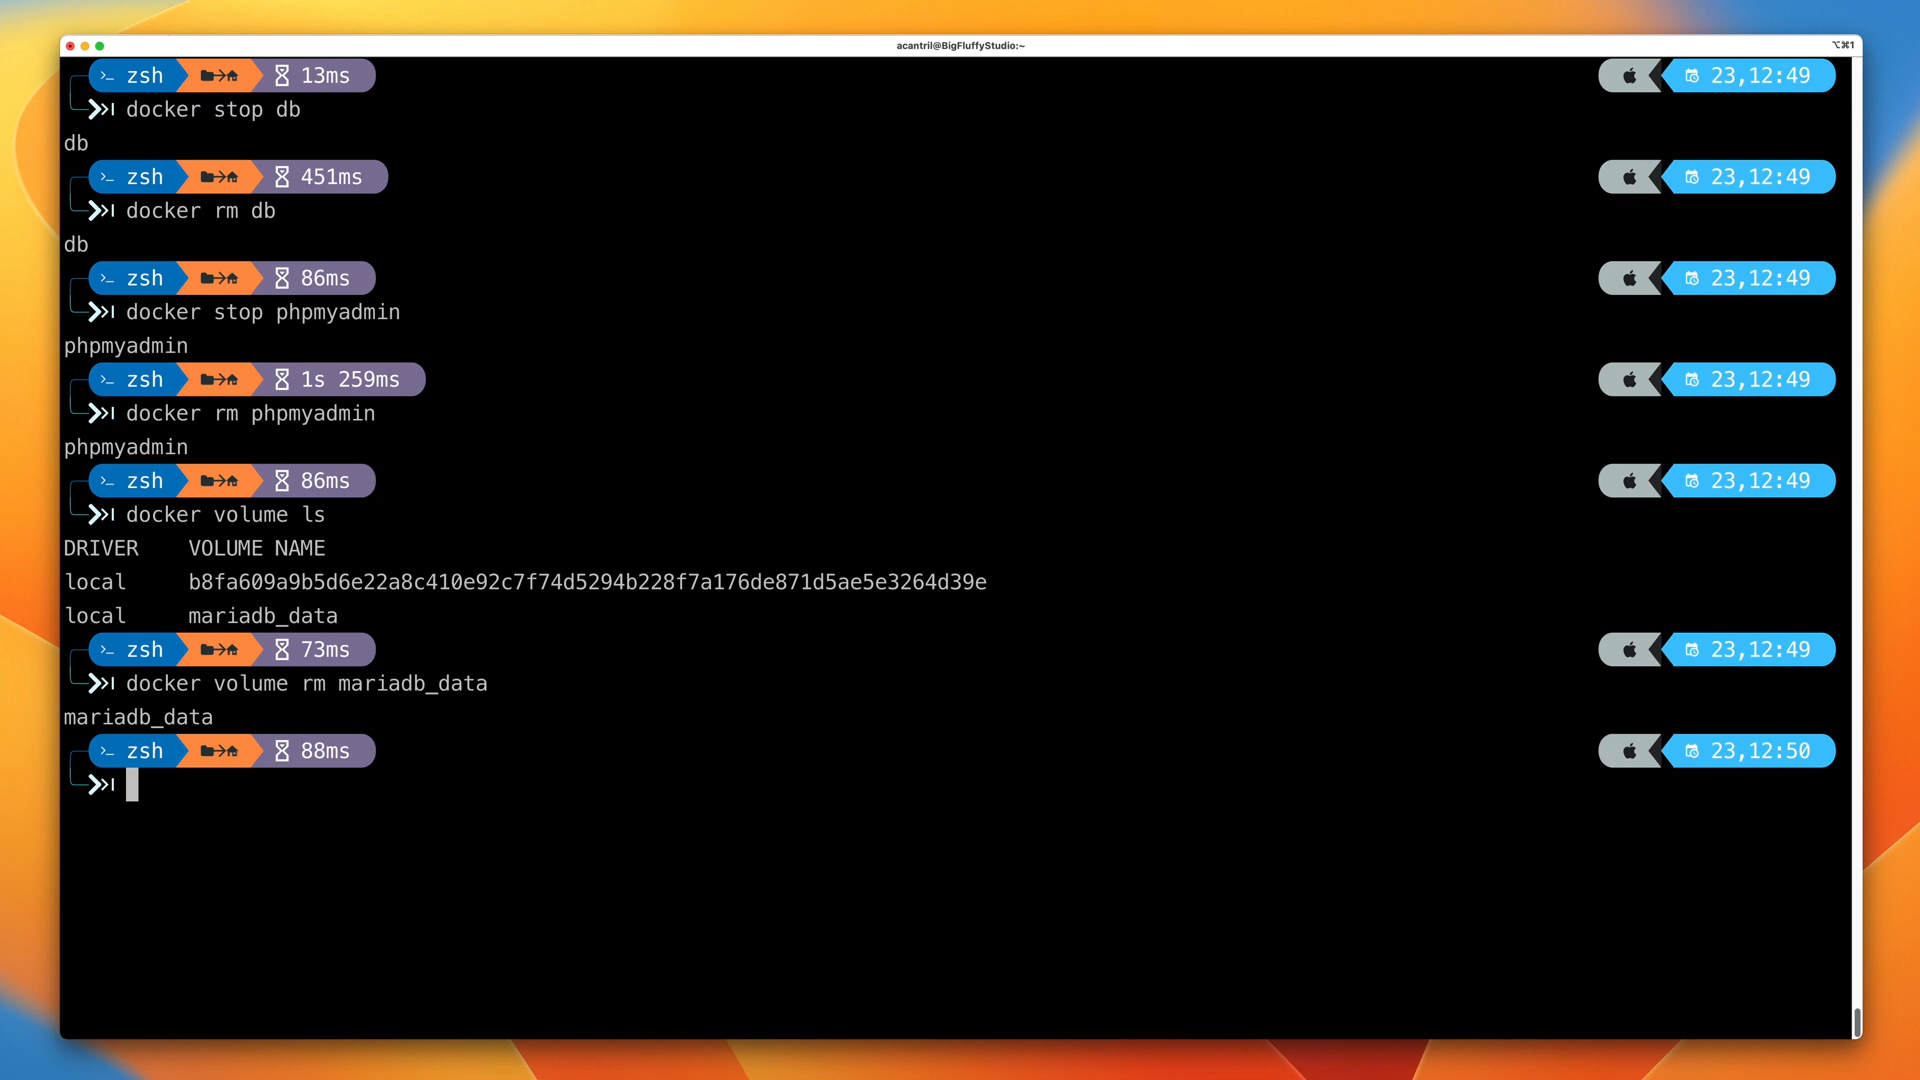 acantril@BigFluffyStudio:~
⌥⌘1
zsh 13ms 23,12:49
docker stop db
db
zsh 451ms 23,12:49
docker rm db
db
zsh 86ms 23,12:49
docker stop phpmyadmin
phpmyadmin
zsh 1s 259ms 23,12:49
docker rm phpmyadmin
phpmyadmin
zsh 86ms 23,12:49
docker volume ls
DRIVER VOLUME NAME
local b8fa609a9b5d6e22a8c410e92c7f74d5294b228f7a176de871d5ae5e3264d39e
local mariadb_data
zsh 73ms 23,12:49
docker volume rm mariadb_data
mariadb_data
zsh 88ms 23,12:50